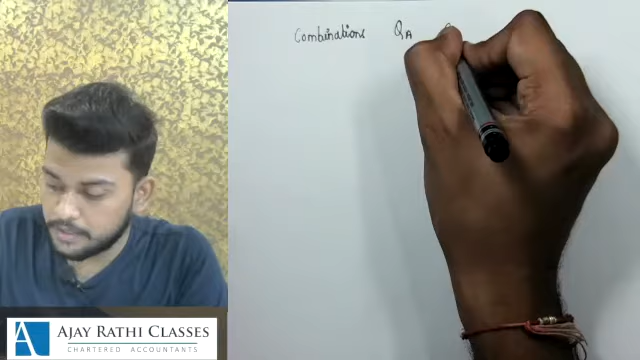 Combinations Q_A
AJAY RATHI CLASSES
CHARTERED ACCOUNTANTS